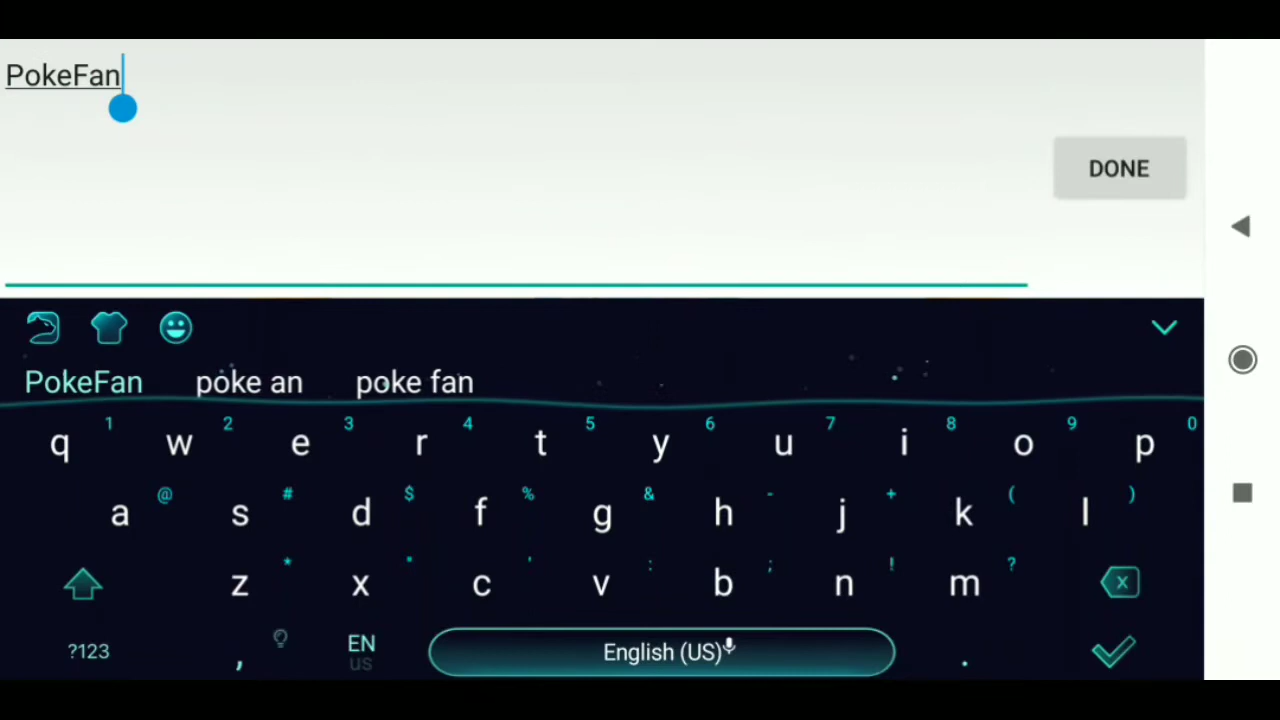 PokeFan
DONE
PokeFan poke an poke fan
1 2 3 4 5 6 7 8 9 0
q w e r t y u i o p
@ # $ % & - + ( )
a s d f g h j k l
* " ' : ; ! ?
z x c v b n m
?123 , EN US English (US) .